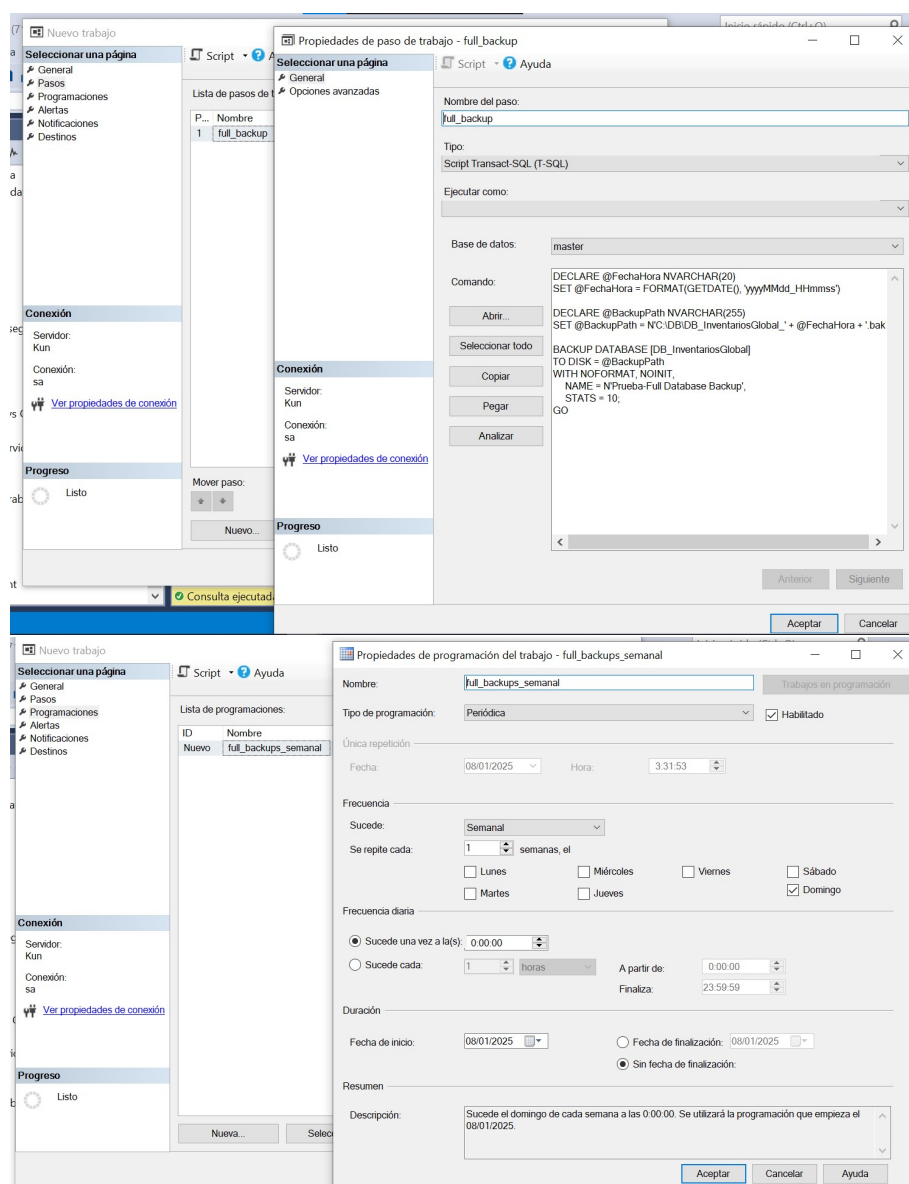 Inicio rápido (Ctrl+Q)
Nuevo trabajo
Seleccionar una página
General
Pasos
Programaciones
Alertas
Notificaciones
Destinos
Script
Lista de pasos de t
P... Nombre
1 full_backup
Conexión
Servidor:
Kun
Conexión:
sa
Ver propiedades de conexión
Progreso
Listo
Mover paso:
Nuevo...
Consulta ejecutad
Propiedades de paso de trabajo - full_backup
Seleccionar una página
General
Opciones avanzadas
Script Ayuda
Nombre del paso:
full_backup
Tipo:
Script Transact-SQL (T-SQL)
Ejecutar como:
Base de datos: master
Comando:
Abrir...
Seleccionar todo
Copiar
Pegar
Analizar
DECLARE @FechaHora NVARCHAR(20)
SET @FechaHora = FORMAT(GETDATE(), 'yyyyMMdd_HHmmss')
DECLARE @BackupPath NVARCHAR(255)
SET @BackupPath = N'C:\DB\DB_InventariosGlobal_' + @FechaHora + '.bak
BACKUP DATABASE [DB_InventariosGlobal]
TO DISK = @BackupPath
WITH NOFORMAT, NOINIT,
NAME = N'Prueba-Full Database Backup',
STATS = 10;
GO
Conexión
Servidor:
Kun
Conexión:
sa
Ver propiedades de conexión
Progreso
Listo
Anterior Siguiente
Aceptar Cancelar
Nuevo trabajo
Seleccionar una página
General
Pasos
Programaciones
Alertas
Notificaciones
Destinos
Script Ayuda
Lista de programaciones:
ID Nombre
Nuevo full_backups_semanal
Conexión
Servidor:
Kun
Conexión:
sa
Ver propiedades de conexión
Progreso
Listo
Nueva... Selec
Propiedades de programación del trabajo - full_backups_semanal
Nombre: full_backups_semanal Trabajos en programación
Tipo de programación: Periódica Habilitado
Única repetición
Fecha: 08/01/2025 Hora: 3:31:53
Frecuencia
Sucede: Semanal
Se repite cada: 1 semanas, el
Lunes Miércoles Viernes Sábado
Martes Jueves Domingo
Frecuencia diaria
Sucede una vez a la(s): 0:00:00
Sucede cada: 1 horas A partir de: 0:00:00
Finaliza: 23:59:59
Duración
Fecha de inicio: 08/01/2025 Fecha de finalización: 08/01/2025
Sin fecha de finalización:
Resumen
Descripción: Sucede el domingo de cada semana a las 0:00:00. Se utilizará la programación que empieza el
08/01/2025.
Aceptar Cancelar Ayuda